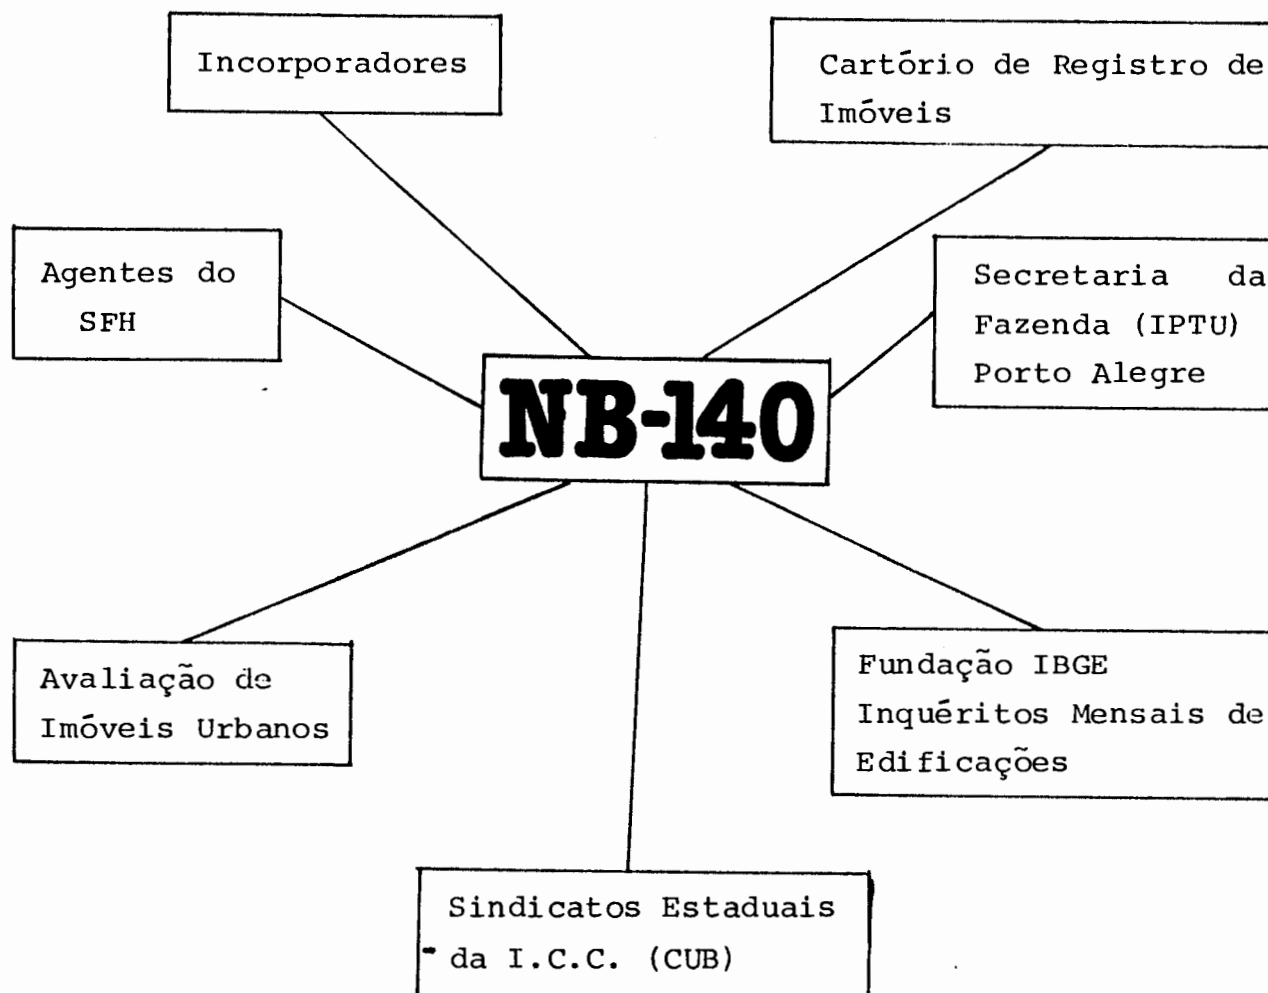 Incorporadores
Cartório de Registro de
Imóveis
Agentes do
SFH
Secretaria da
Fazenda (IPTU)
Porto Alegre
NB-140
Avaliação de
Imóveis Urbanos
Fundação IBGE
Inquéritos Mensais de
Edificações
Sindicatos Estaduais
da I.C.C. (CUB)